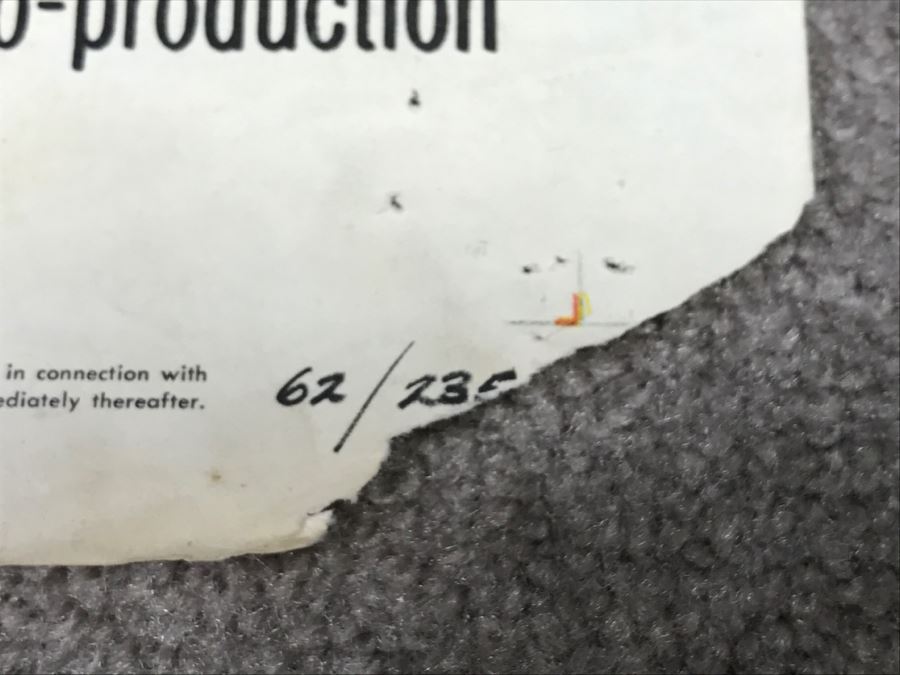 o-production
in connection with
ediately thereafter.
62/235